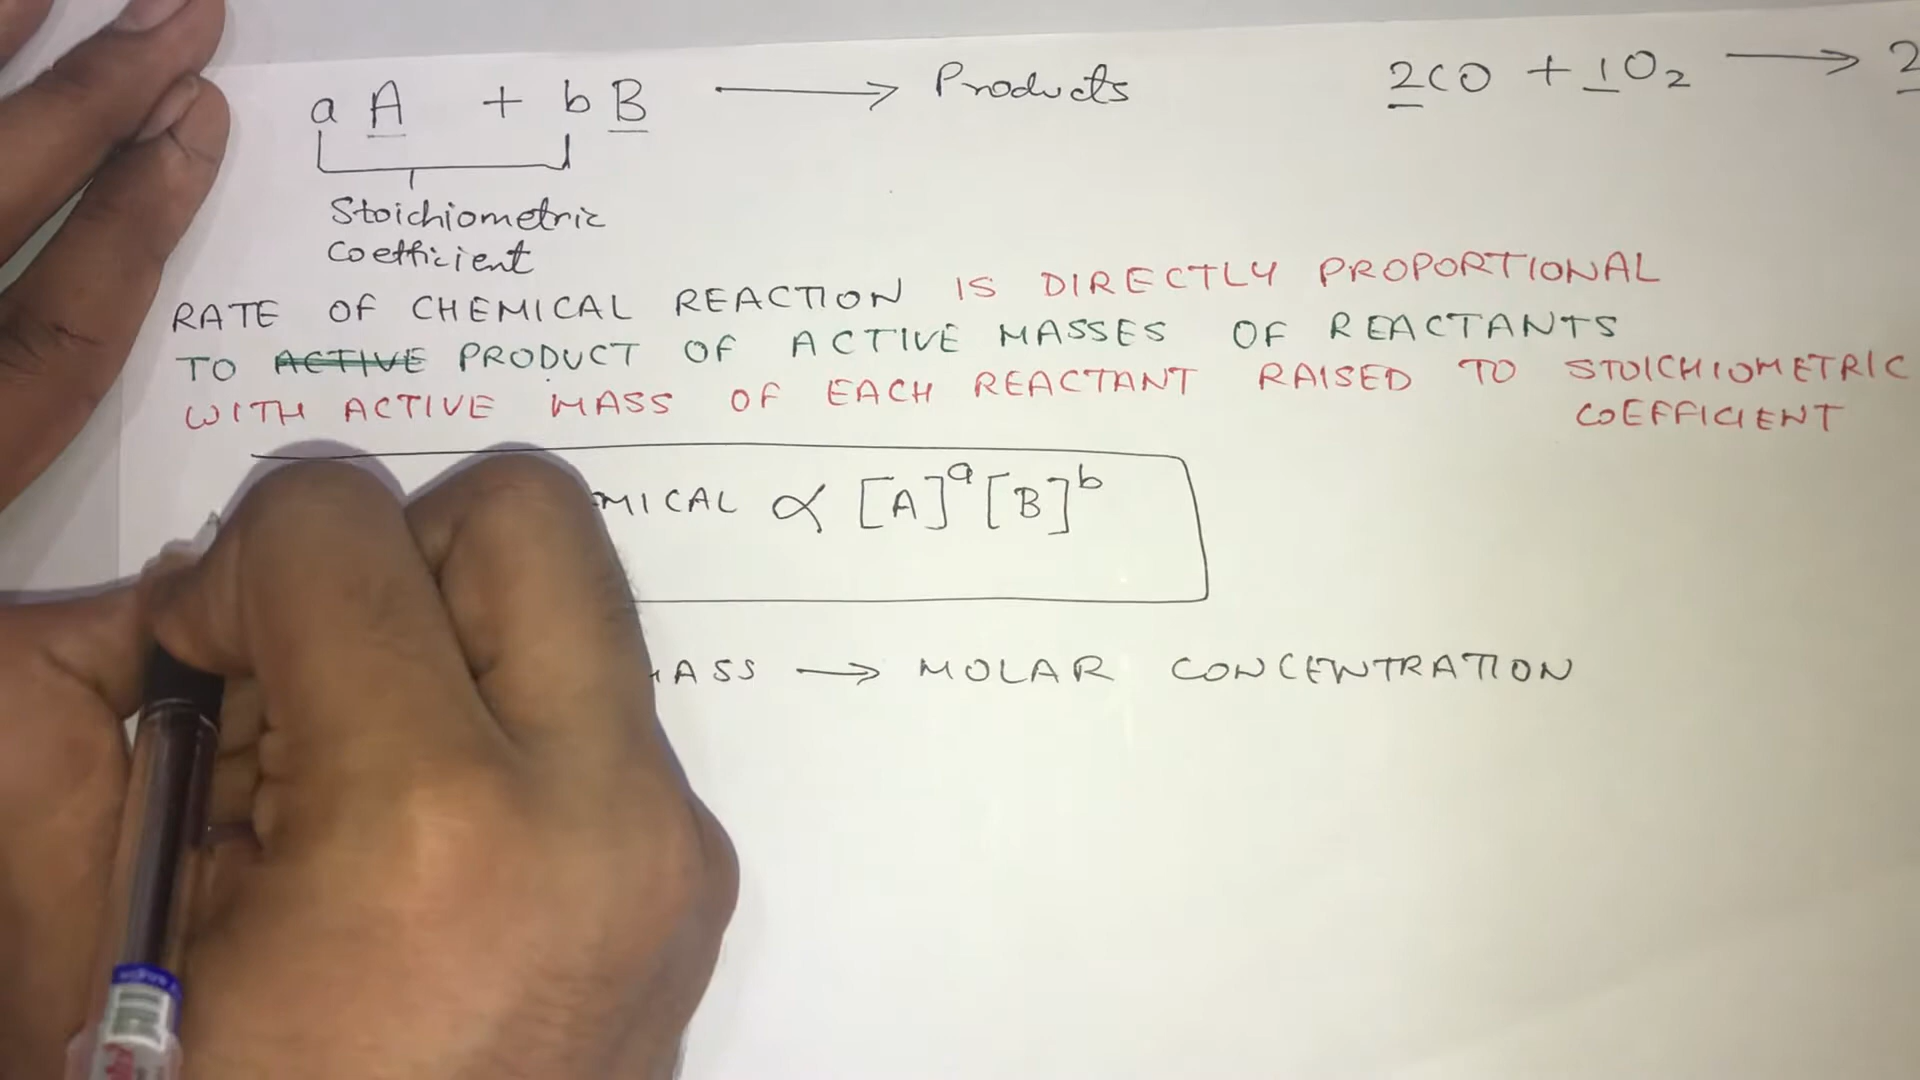 a A + b B ⟶ Products
2CO + 1O₂ ⟶ 2
Stoichiometric
Coefficient
RATE OF CHEMICAL REACTION IS DIRECTLY PROPORTIONAL
TO ACTIVE PRODUCT OF ACTIVE MASSES OF REACTANTS
WITH ACTIVE MASS OF EACH REACTANT RAISED TO STOICHIOMETRIC
COEFFICIENT
MICAL ∝ [A]ᵃ [B]ᵇ
ASS ⟶ MOLAR CONCENTRATION